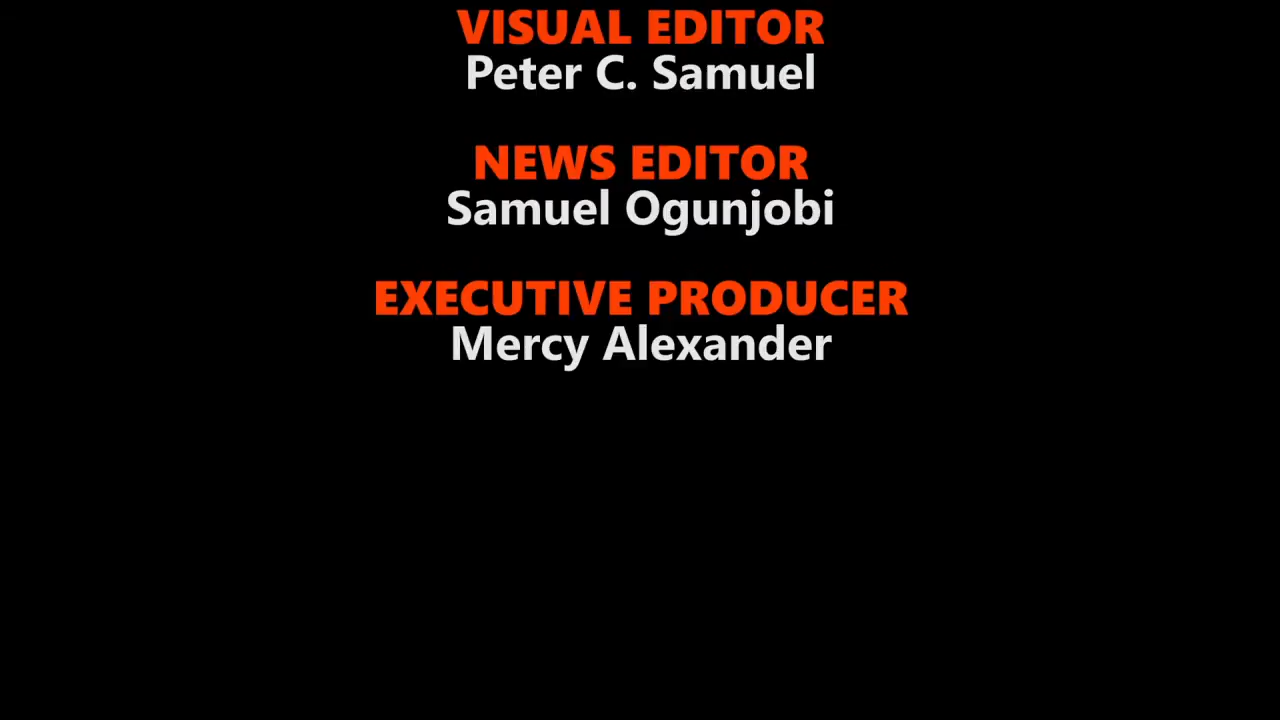 VISUAL EDITOR
Peter C. Samuel
NEWS EDITOR
Samuel Ogunjobi
EXECUTIVE PRODUCER
Mercy Alexander